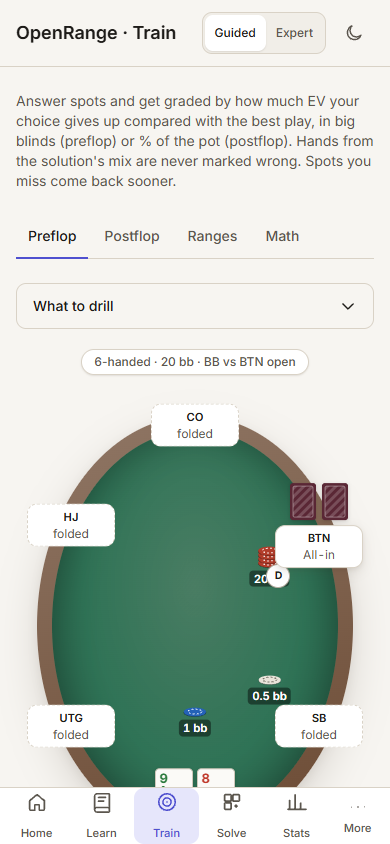 OpenRange · Train
Guided
Expert
Answer spots and get graded by how much EV your
choice gives up compared with the best play, in big
blinds (preflop) or % of the pot (postflop). Hands from
the solution's mix are never marked wrong. Spots you
miss come back sooner.
Preflop
Postflop
Ranges
Math
What to drill
6-handed · 20 bb · BB vs BTN open
CO
folded
HJ
folded
BTN
All-in
20
D
0.5 bb
1 bb
UTG
folded
SB
folded
9
8
Home
Learn
Train
Solve
Stats
More